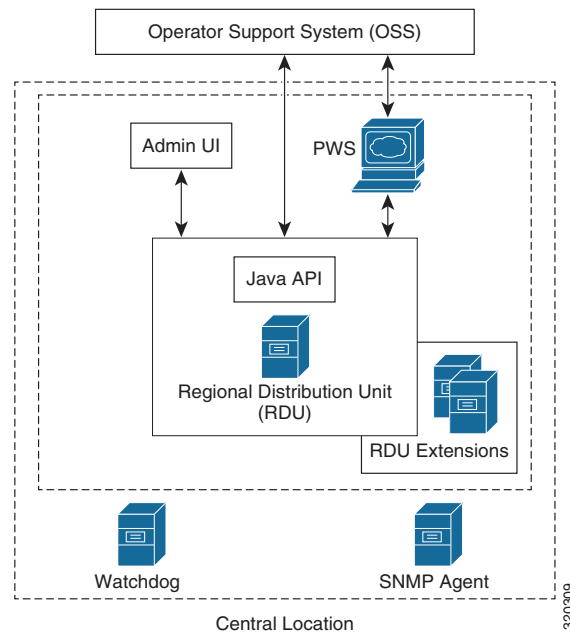 Operator Support System (OSS)
Admin UI
PWS
Java API
Regional Distribution Unit
(RDU)
RDU Extensions
Watchdog
SNMP Agent
Central Location
320309